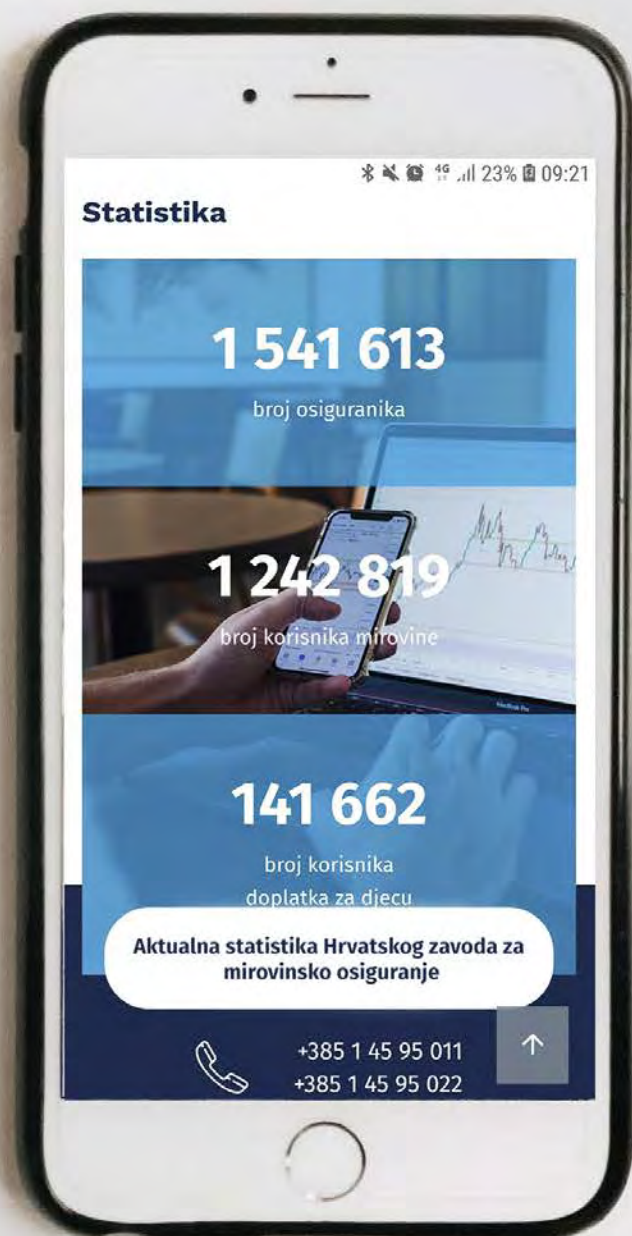 4G 23% 09:21
Statistika
1 541 613
broj osiguranika
1 242 819
broj korisnika mirovine
141 662
broj korisnika
doplatka za djecu
Aktualna statistika Hrvatskog zavoda za
mirovinsko osiguranje
+385 1 45 95 011
+385 1 45 95 022